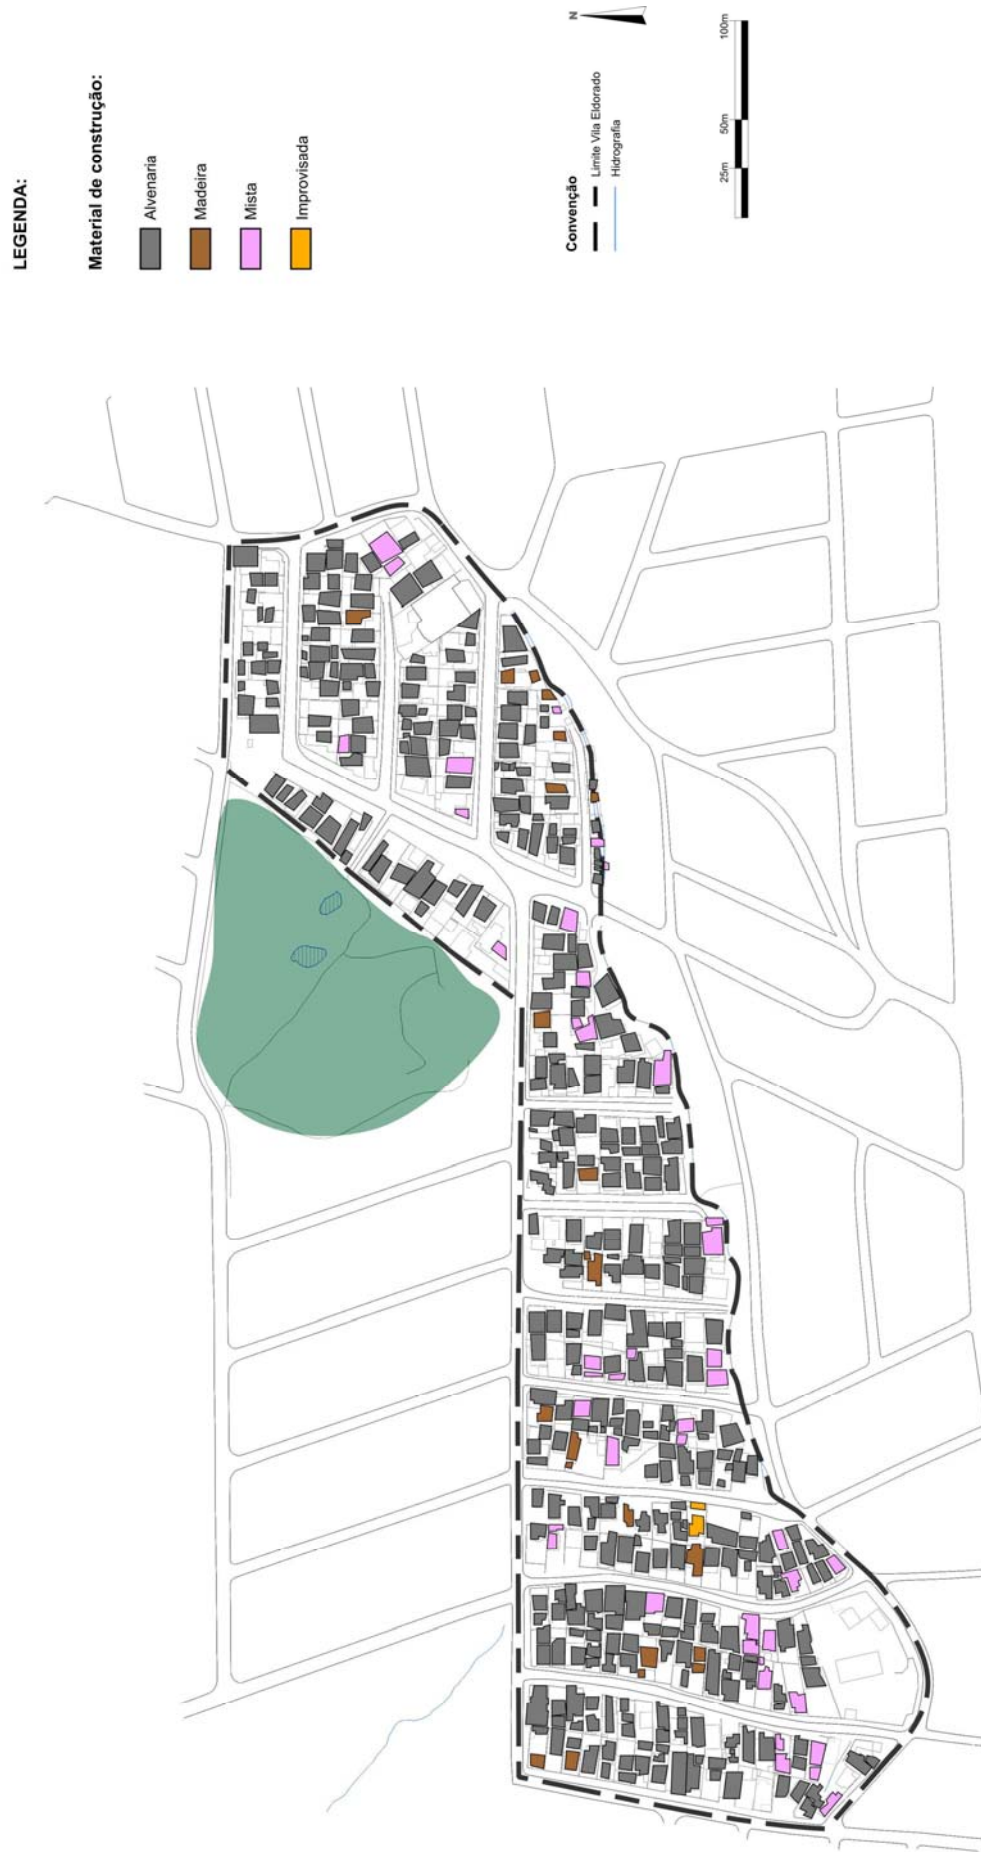 LEGENDA:
Material de construção:
Alvenaria
Madeira
Mista
Improvisada
Convenção
Limite Vila Eldorado
Hidrografia
N
25m 50m 100m